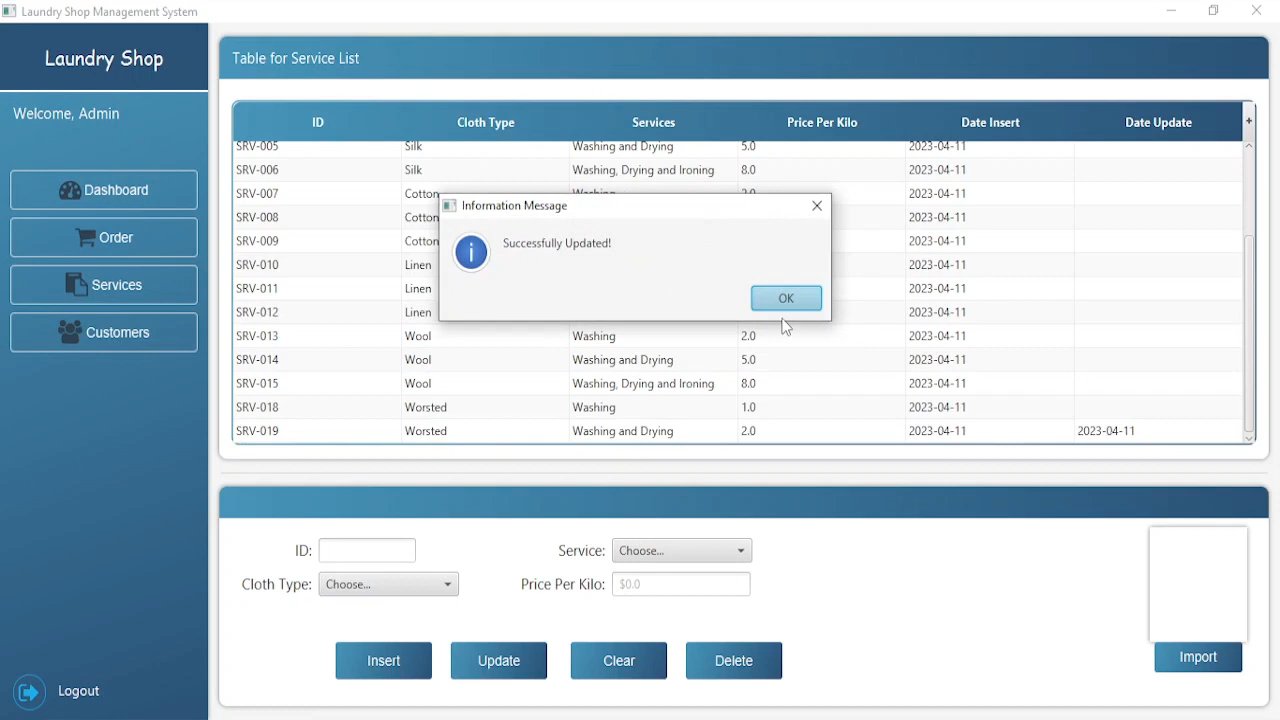 Laundry Shop Management System
Laundry Shop
Welcome, Admin
Dashboard
Order
Services
Customers
Logout
Table for Service List
ID Cloth Type Services Price Per Kilo Date Insert Date Update +
SRV-005 Silk Washing and Drying 5.0 2023-04-11
SRV-006 Silk Washing, Drying and Ironing 8.0 2023-04-11
SRV-007 Cotton Washing 2.0 2023-04-11
SRV-008 Cotton 2023-04-11
SRV-009 Cotton 2023-04-11
SRV-010 Linen 2023-04-11
SRV-011 Linen 2023-04-11
SRV-012 Linen 2023-04-11
SRV-013 Wool Washing 2.0 2023-04-11
SRV-014 Wool Washing and Drying 5.0 2023-04-11
SRV-015 Wool Washing, Drying and Ironing 8.0 2023-04-11
SRV-018 Worsted Washing 1.0 2023-04-11
SRV-019 Worsted Washing and Drying 2.0 2023-04-11 2023-04-11
Information Message
Successfully Updated!
OK
ID: Service: Choose...
Cloth Type: Choose... Price Per Kilo: $0.0
Insert Update Clear Delete
Import